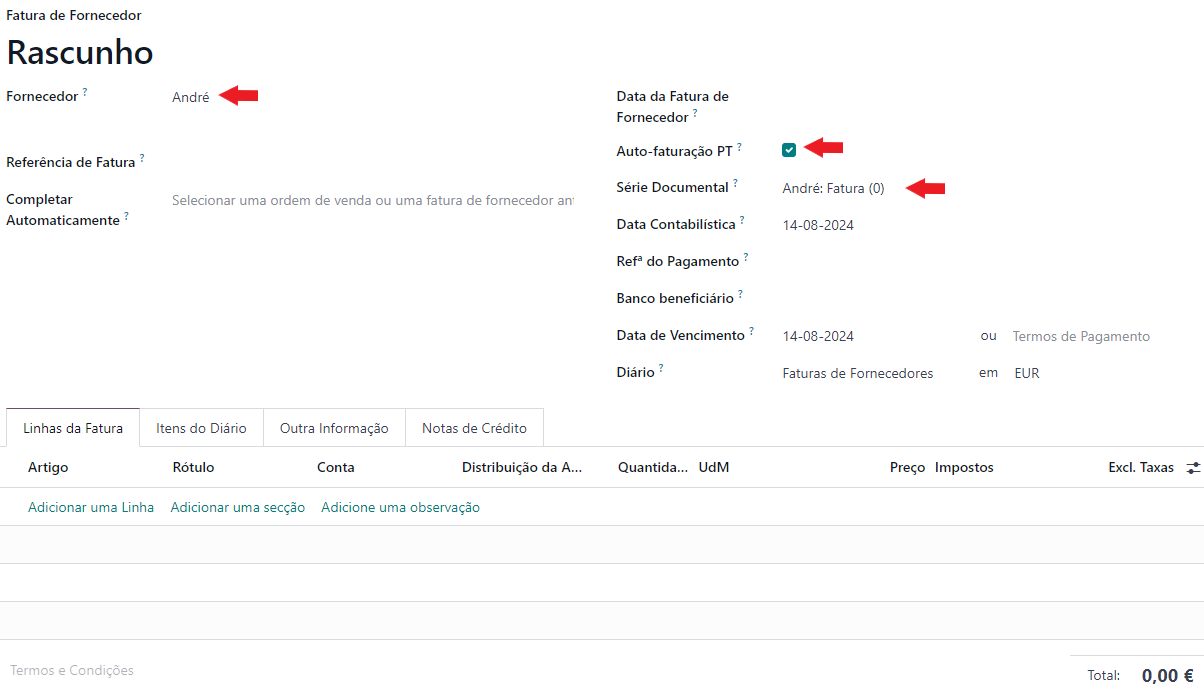 Fatura de Fornecedor
Rascunho
Fornecedor ?
André
Referência de Fatura ?
Completar
Automaticamente ?
Selecionar uma ordem de venda ou uma fatura de fornecedor ant
Data da Fatura de
Fornecedor ?
Auto-faturação PT ?
Série Documental ?
André: Fatura (0)
Data Contabilística ?
14-08-2024
Refª do Pagamento ?
Banco beneficiário ?
Data de Vencimento ?
14-08-2024 ou Termos de Pagamento
Diário ?
Faturas de Fornecedores em EUR
Linhas da Fatura Itens do Diário Outra Informação Notas de Crédito
Artigo Rótulo Conta Distribuição da A... Quantida... UdM Preço Impostos Excl. Taxas
Adicionar uma Linha Adicionar uma secção Adicione uma observação
Termos e Condições
Total: 0,00 €